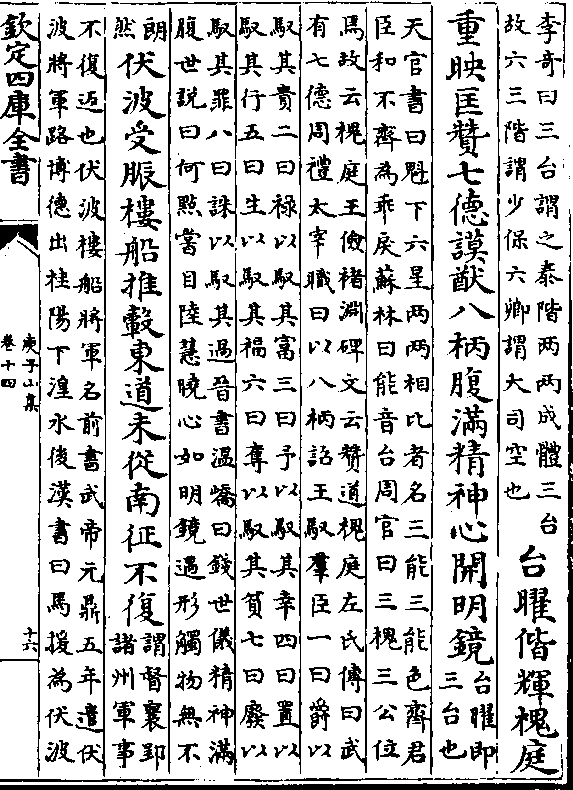 李奇曰三台謂之泰階兩兩成體三台
故六三階謂少保六卿謂大司空也
台曜偕輝槐庭
重映匡贊七德謨猷八柄腹滿精神心開明鏡
台曜即
三台也
天官書曰魁下六星兩兩相比者名三能三能色齊君
臣和不齊為乖戾蘇林曰能音台周官曰三槐三公位
焉故云槐庭王儉褚淵碑文云贊道槐庭左氏傳曰武
有七德周禮太宰職曰以八柄詔王馭羣臣一曰爵以
馭其貴二曰祿以馭其富三曰予以馭其幸四曰置以
馭其行五曰生以馭其福六曰奪以馭其貧七曰廢以
馭其罪八曰誅以馭其過晉書溫嶠曰錢世儀精神滿
腹世說曰何點嘗目陸慧曉心如明鏡遇形觸物無不
朗
然
伏波受脤樓船推轂東道未從南征不復
謂督襄郢
諸州軍事
不復返也伏波樓船將軍名前書武帝元鼎五年遣伏
波將軍路博德出桂陽下湟水後漢書曰馬援為伏波
欽定四庫全書
庾子山集
卷十四
十六